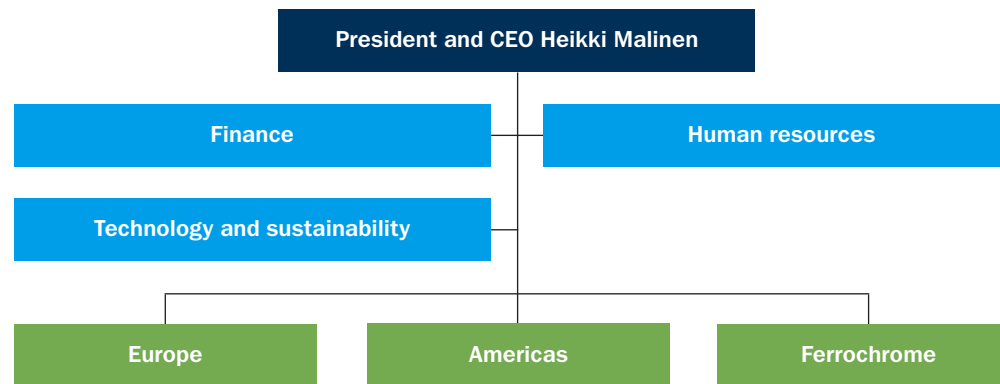 President and CEO Heikki Malinen
Finance
Human resources
Technology and sustainability
Europe
Americas
Ferrochrome